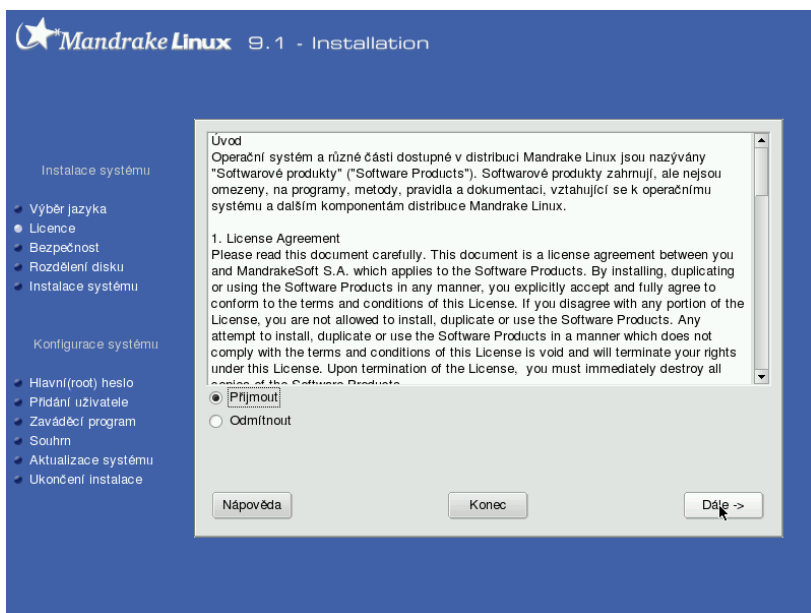 Mandrake Linux 9.1 - Installation
Instalace systému
Výběr jazyka
Licence
Bezpečnost
Rozdělení disku
Instalace systému
Konfigurace systému
Hlavní(root) heslo
Přidání uživatele
Zaváděcí program
Souhrn
Aktualizace systému
Ukončení instalace
Úvod
Operační systém a různé části dostupné v distribuci Mandrake Linux jsou nazývány
"Softwarové produkty" ("Software Products"). Softwarové produkty zahrnují, ale nejsou
omezeny, na programy, metody, pravidla a dokumentaci, vztahující se k operačnímu
systému a dalším komponentám distribuce Mandrake Linux.
1. License Agreement
Please read this document carefully. This document is a license agreement between you
and MandrakeSoft S.A. which applies to the Software Products. By installing, duplicating
or using the Software Products in any manner, you explicitly accept and fully agree to
conform to the terms and conditions of this License. If you disagree with any portion of the
License, you are not allowed to install, duplicate or use the Software Products. Any
attempt to install, duplicate or use the Software Products in a manner which does not
comply with the terms and conditions of this License is void and will terminate your rights
under this License. Upon termination of the License, you must immediately destroy all
copies of the Software Products
Přijmout
Odmítnout
Nápověda
Konec
Dále ->